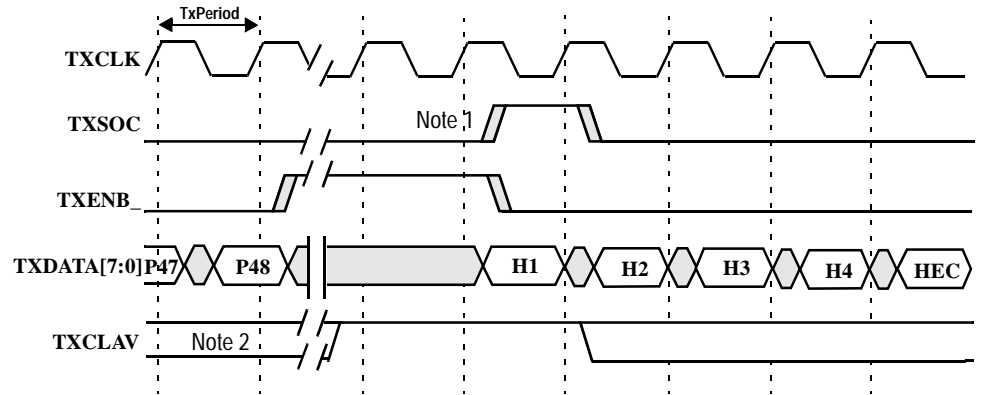 TxPeriod
TXCLK
TXSOC
Note 1
TXENB_
TXDATA[7:0] P47 P48 H1 H2 H3 H4 HEC
TXCLAV
Note 2